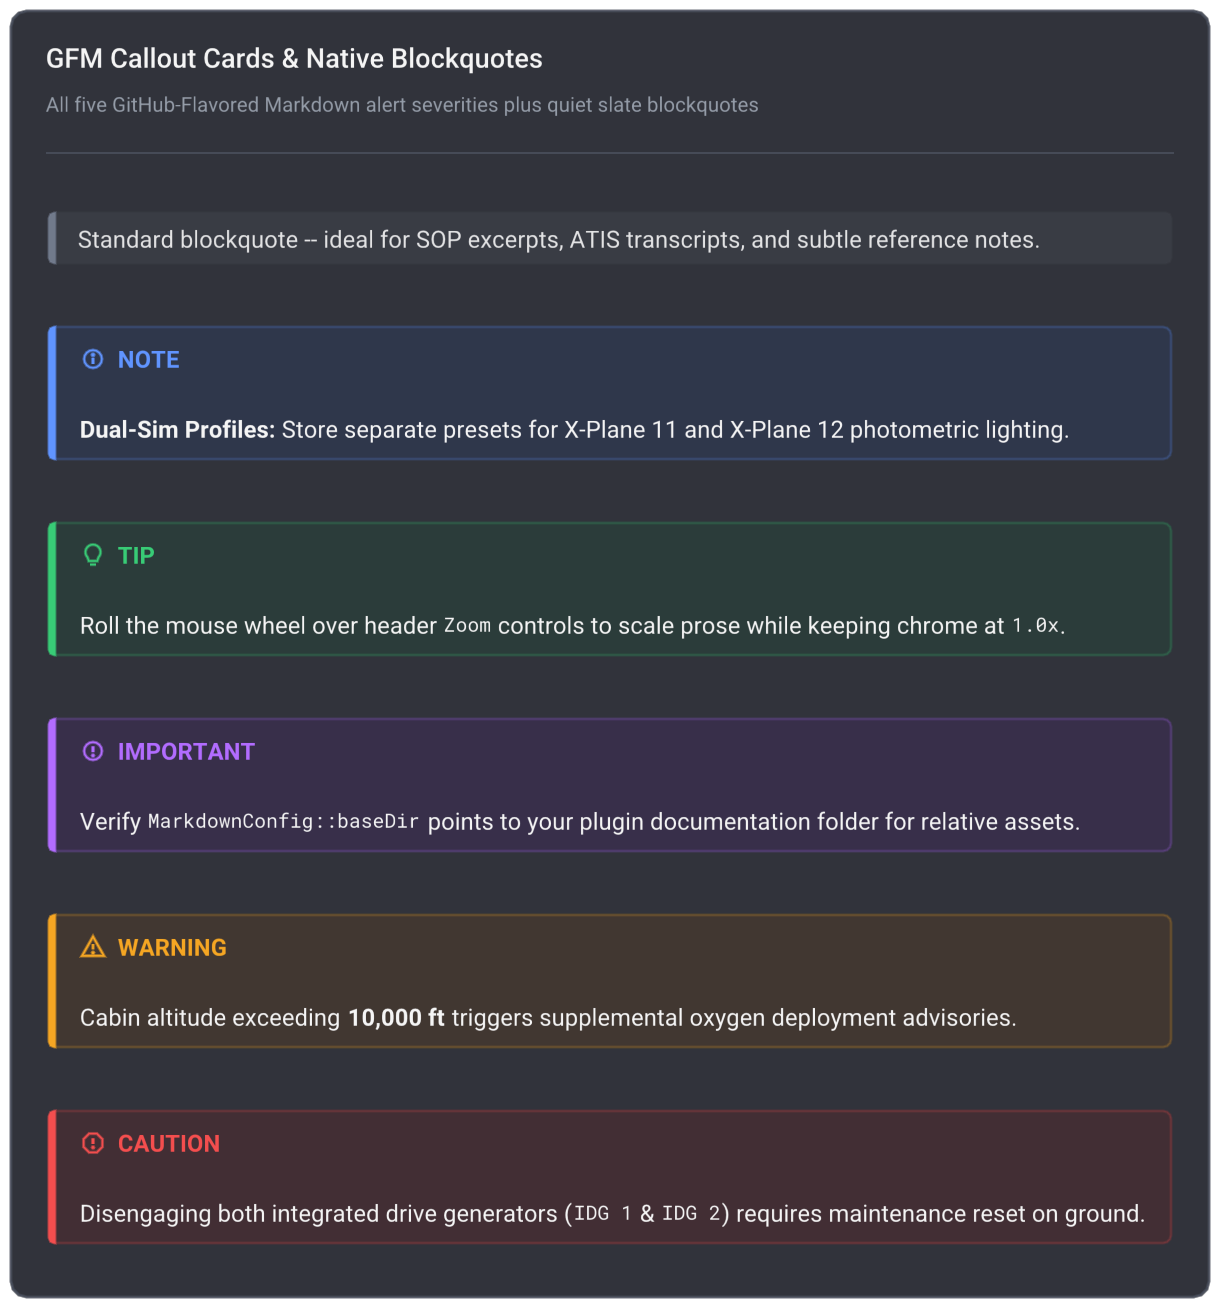 GFM Callout Cards & Native Blockquotes
All five GitHub-Flavored Markdown alert severities plus quiet slate blockquotes
Standard blockquote -- ideal for SOP excerpts, ATIS transcripts, and subtle reference notes.
NOTE
Dual-Sim Profiles: Store separate presets for X-Plane 11 and X-Plane 12 photometric lighting.
TIP
Roll the mouse wheel over header Zoom controls to scale prose while keeping chrome at 1.0x.
IMPORTANT
Verify MarkdownConfig::baseDir points to your plugin documentation folder for relative assets.
WARNING
Cabin altitude exceeding 10,000 ft triggers supplemental oxygen deployment advisories.
CAUTION
Disengaging both integrated drive generators (IDG 1 & IDG 2) requires maintenance reset on ground.